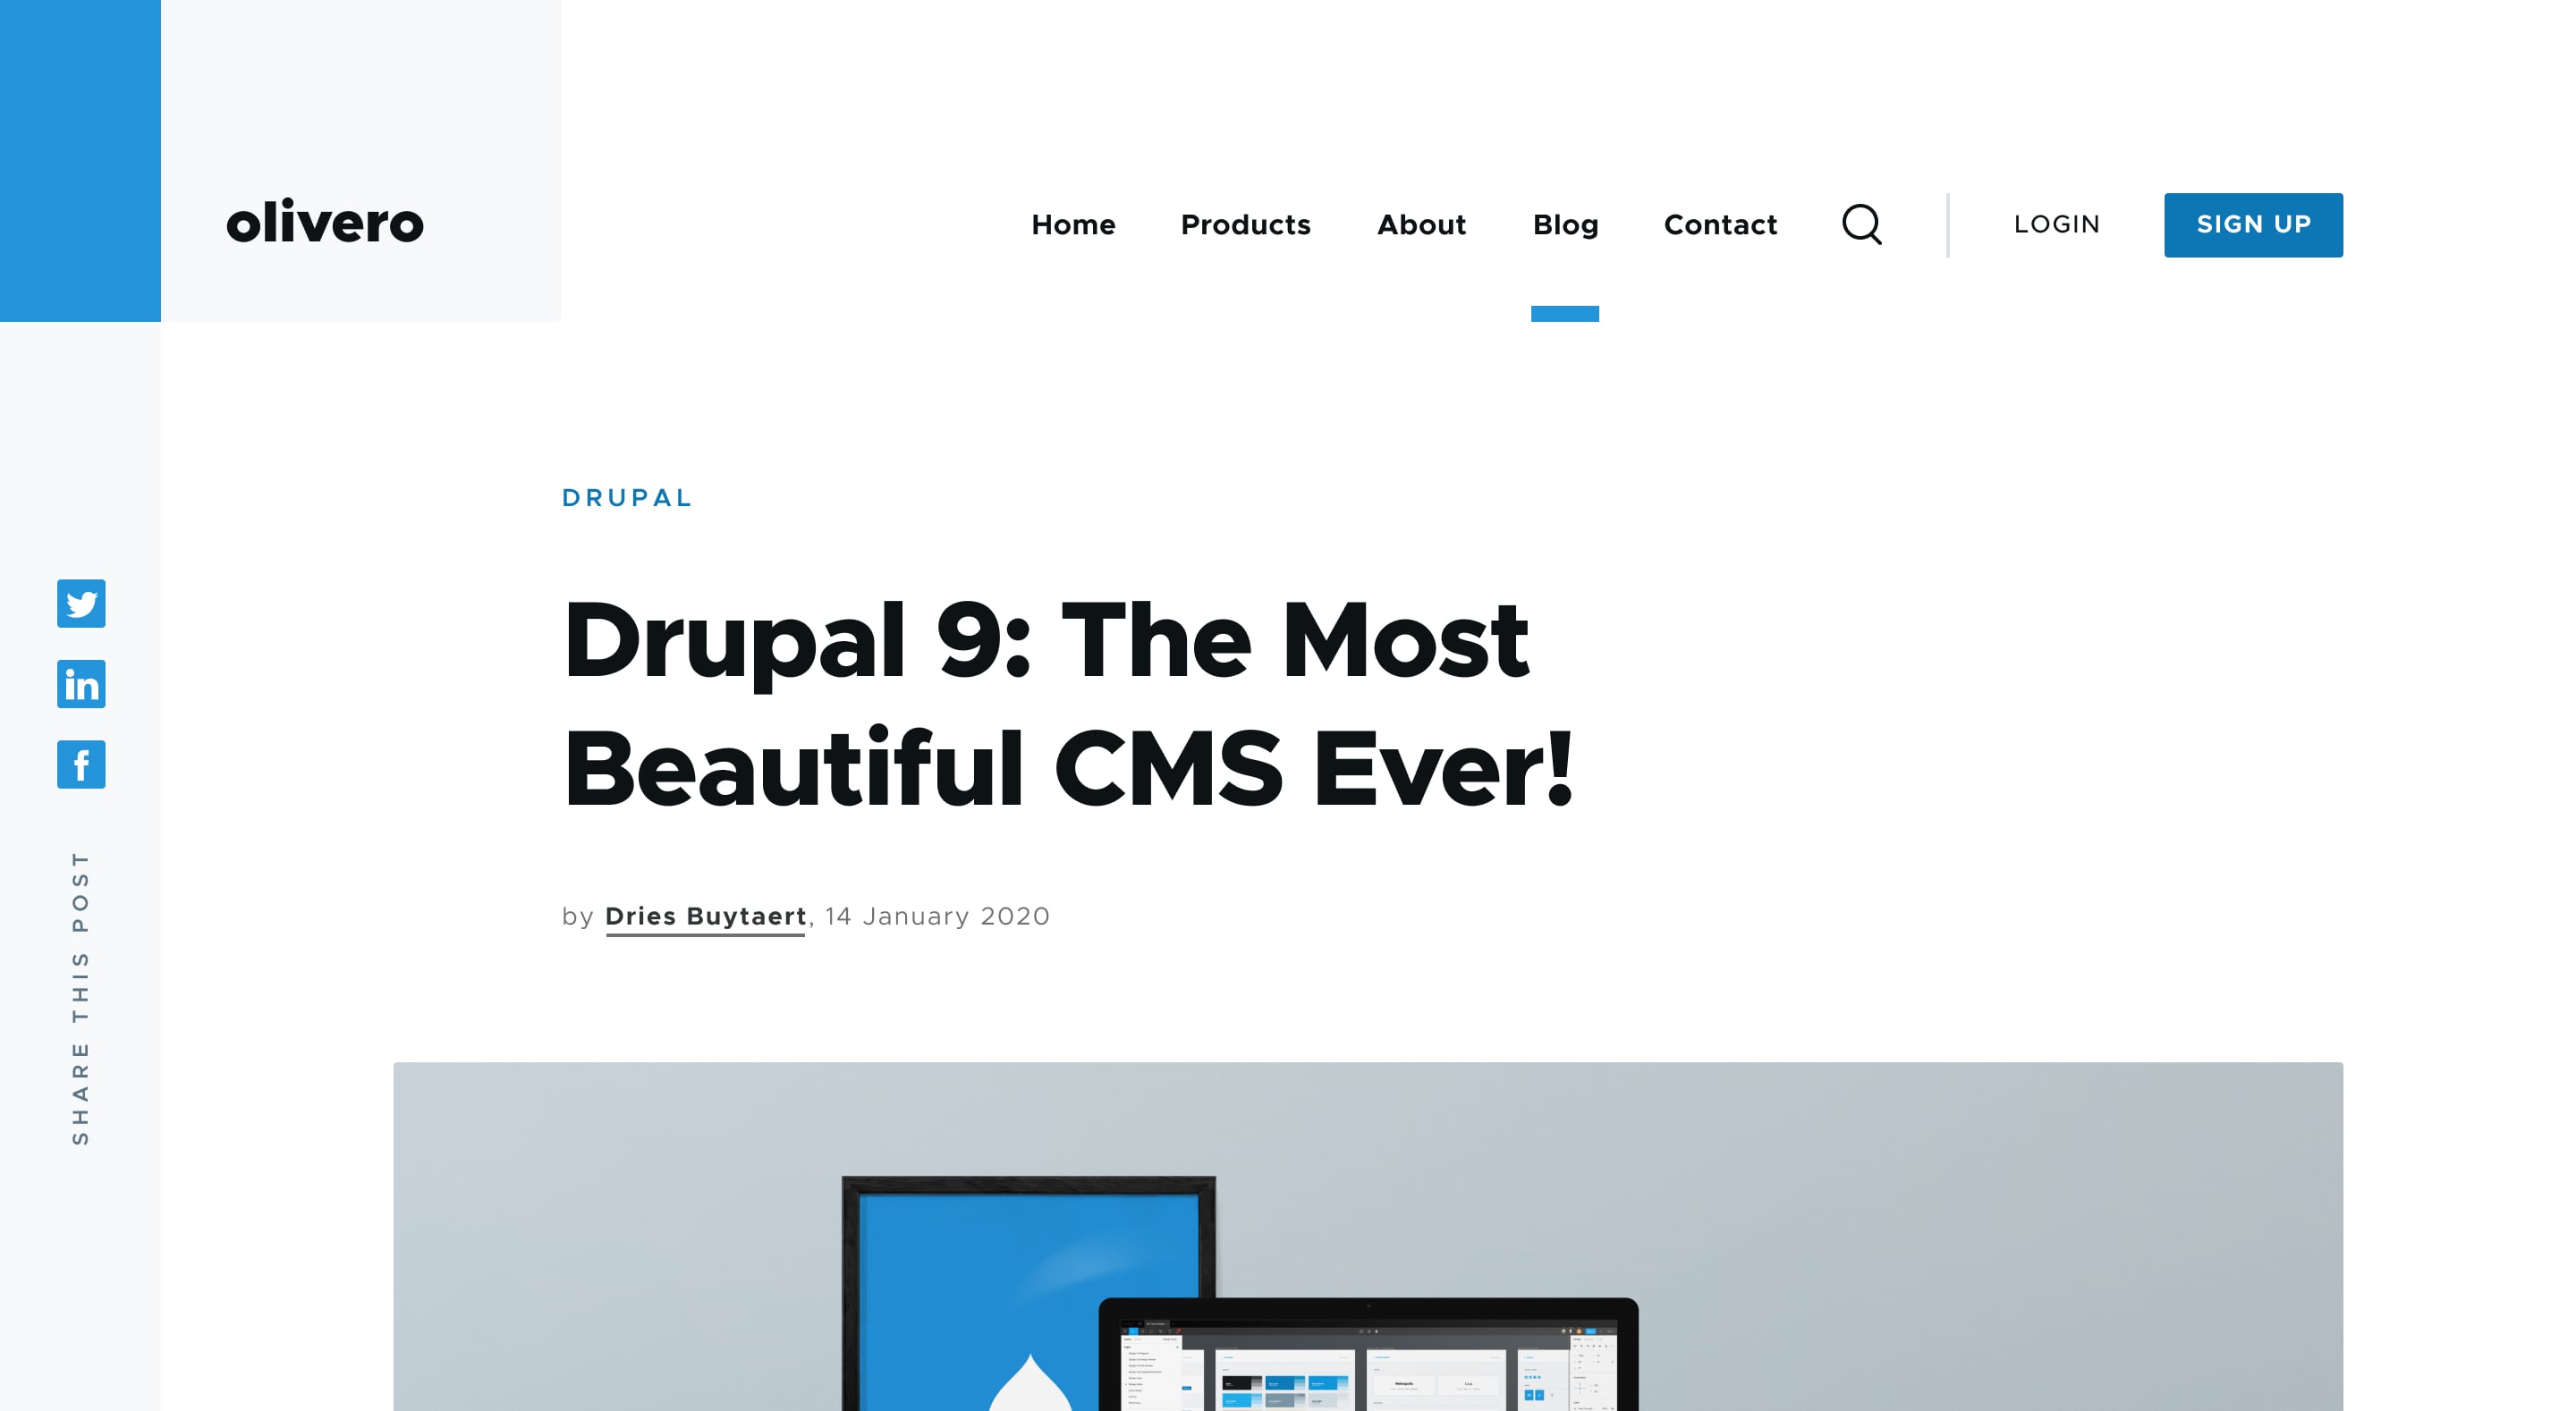 olivero
Home Products About Blog Contact LOGIN SIGN UP
DRUPAL
Drupal 9: The Most
Beautiful CMS Ever!
by Dries Buytaert, 14 January 2020
in
f
SHARE THIS POST